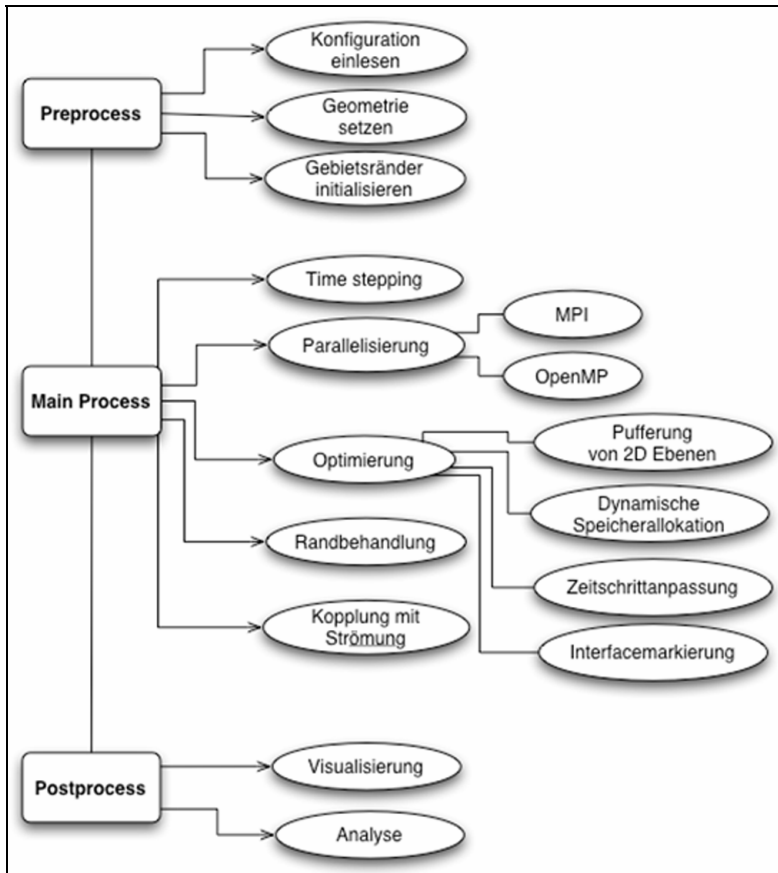 Konfiguration
einlesen
Preprocess
Geometrie
setzen
Gebietsränder
initialisieren
Time stepping
MPI
Parallelisierung
OpenMP
Main Process
Pufferung
von 2D Ebenen
Optimierung
Dynamische
Speicherallokation
Randbehandlung
Zeitschrittanpassung
Kopplung mit
Strömung
Interfacemarkierung
Visualisierung
Postprocess
Analyse